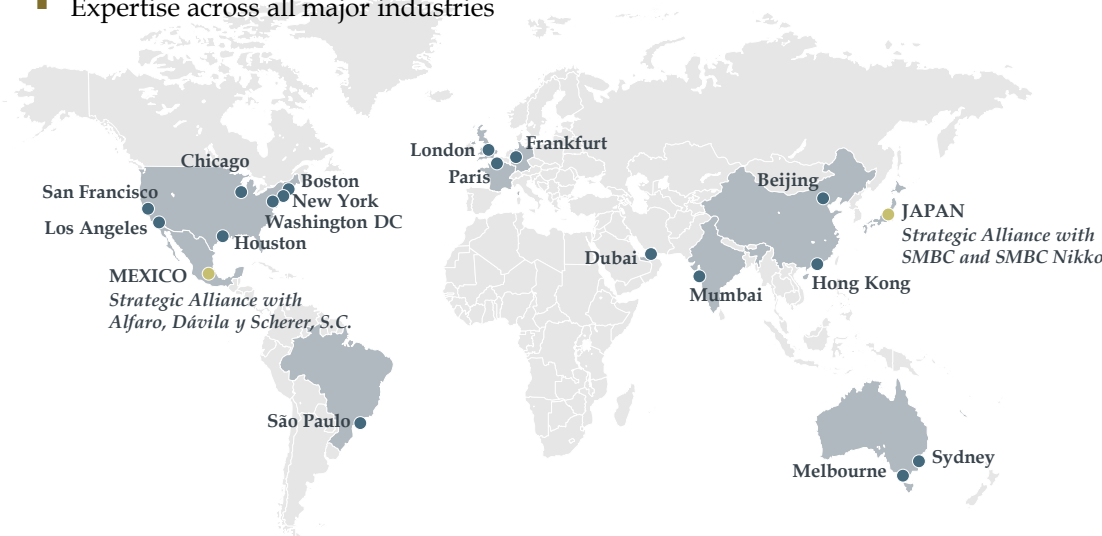 Expertise across all major industries
Chicago
San Francisco
Los Angeles
Boston
New York
Washington DC
Houston
MEXICO
Strategic Alliance with
Alfaro, Dávila y Scherer, S.C.
São Paulo
London
Frankfurt
Paris
Dubai
Mumbai
Beijing
Hong Kong
JAPAN
Strategic Alliance with
SMBC and SMBC Nikko
Melbourne
Sydney